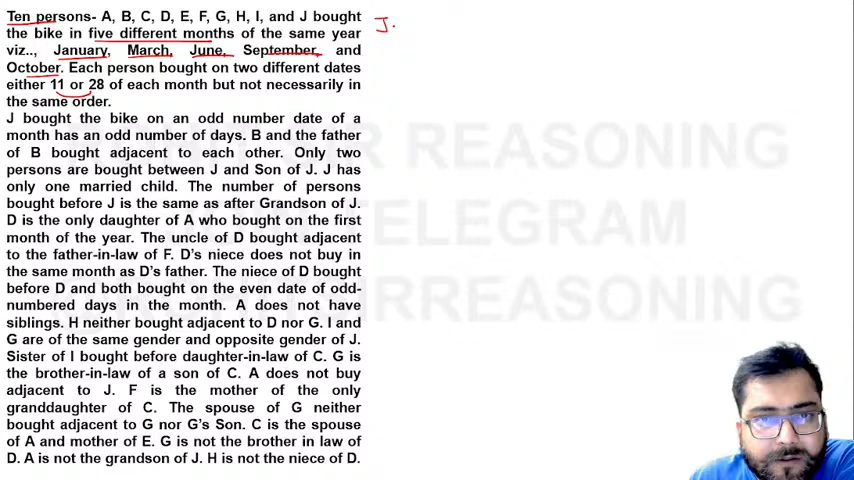 Ten persons- A, B, C, D, E, F, G, H, I, and J bought
the bike in five different months of the same year
viz.., January, March, June, September, and
October. Each person bought on two different dates
either 11 or 28 of each month but not necessarily in
the same order.
J bought the bike on an odd number date of a
month has an odd number of days. B and the father
of B bought adjacent to each other. Only two
persons are bought between J and Son of J. J has
only one married child. The number of persons
bought before J is the same as after Grandson of J.
D is the only daughter of A who bought on the first
month of the year. The uncle of D bought adjacent
to the father-in-law of F. D's niece does not buy in
the same month as D's father. The niece of D bought
before D and both bought on the even date of odd-
numbered days in the month. A does not have
siblings. H neither bought adjacent to D nor G. I and
G are of the same gender and opposite gender of J.
Sister of I bought before daughter-in-law of C. G is
the brother-in-law of a son of C. A does not buy
adjacent to J. F is the mother of the only
granddaughter of C. The spouse of G neither
bought adjacent to G nor G's Son. C is the spouse
of A and mother of E. G is not the brother in law of
D. A is not the grandson of J. H is not the niece of D.
J.
R REASONING
TELEGRAM
RREASONING